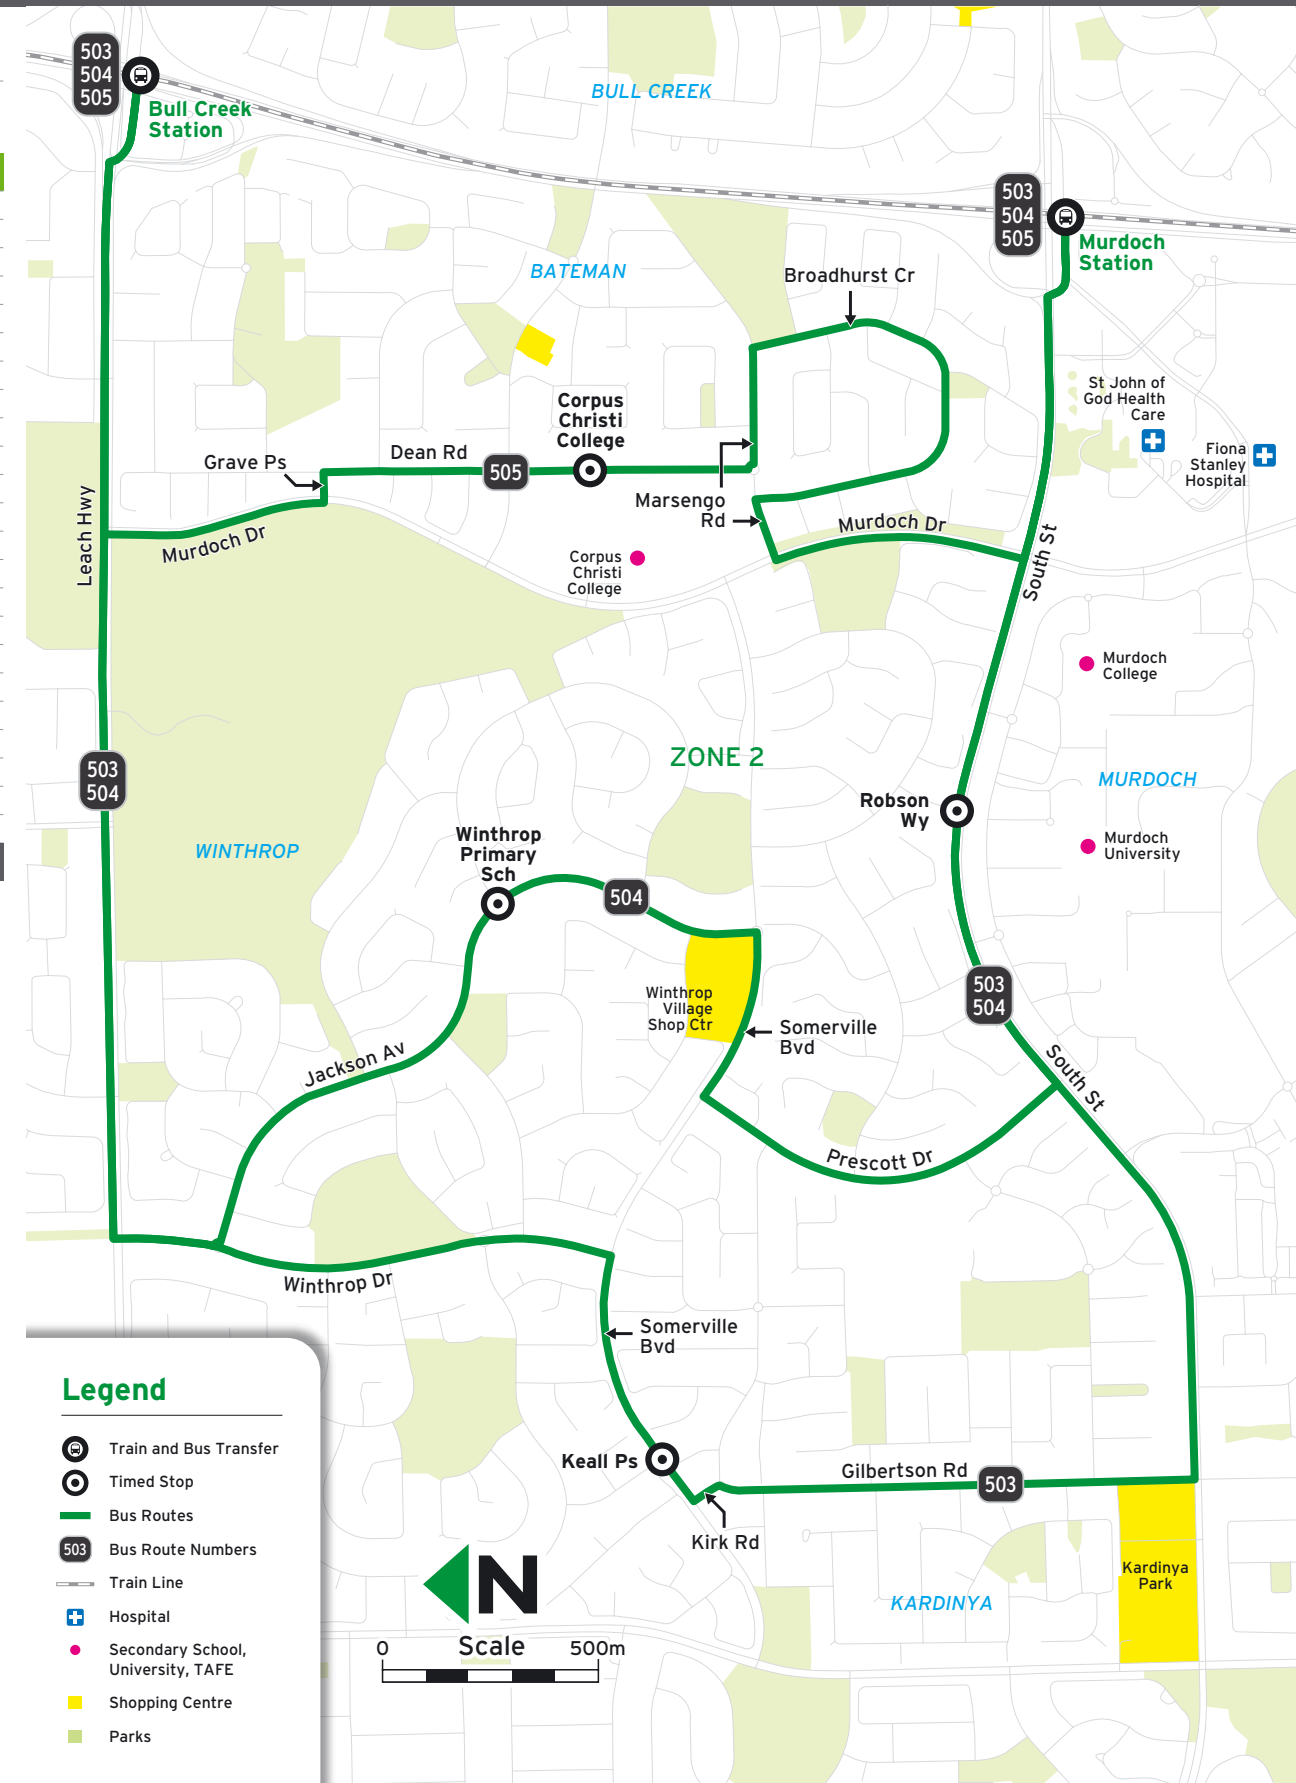 503
504
505
Bull Creek
Station
BULL CREEK
503
504
505
Murdoch
Station
BATEMAN
Broadhurst Cr
St John of
God Health
Care
Fiona
Stanley
Hospital
Corpus
Christi
College
Dean Rd
505
Grave Ps
Marsengo
Rd
Leach Hwy
Murdoch Dr
Murdoch Dr
South St
Corpus
Christi
College
Murdoch
College
ZONE 2
MURDOCH
503
504
Robson
Wy
Murdoch
University
WINTHROP
Winthrop
Primary
Sch
504
503
504
Winthrop
Village
Shop Ctr
Somerville
Bvd
Jackson Av
South St
Prescott Dr
Winthrop Dr
Somerville
Bvd
Keall Ps
Gilbertson Rd
503
Kirk Rd
Kardinya
Park
KARDINYA
N
0 Scale 500m
Legend
Train and Bus Transfer
Timed Stop
Bus Routes
503 Bus Route Numbers
Train Line
Hospital
Secondary School,
University, TAFE
Shopping Centre
Parks